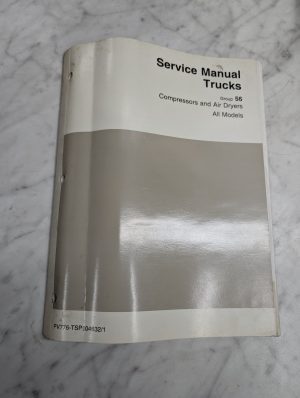 Service Manual
Trucks
Group 56
Compressors and Air Dryers
All Models